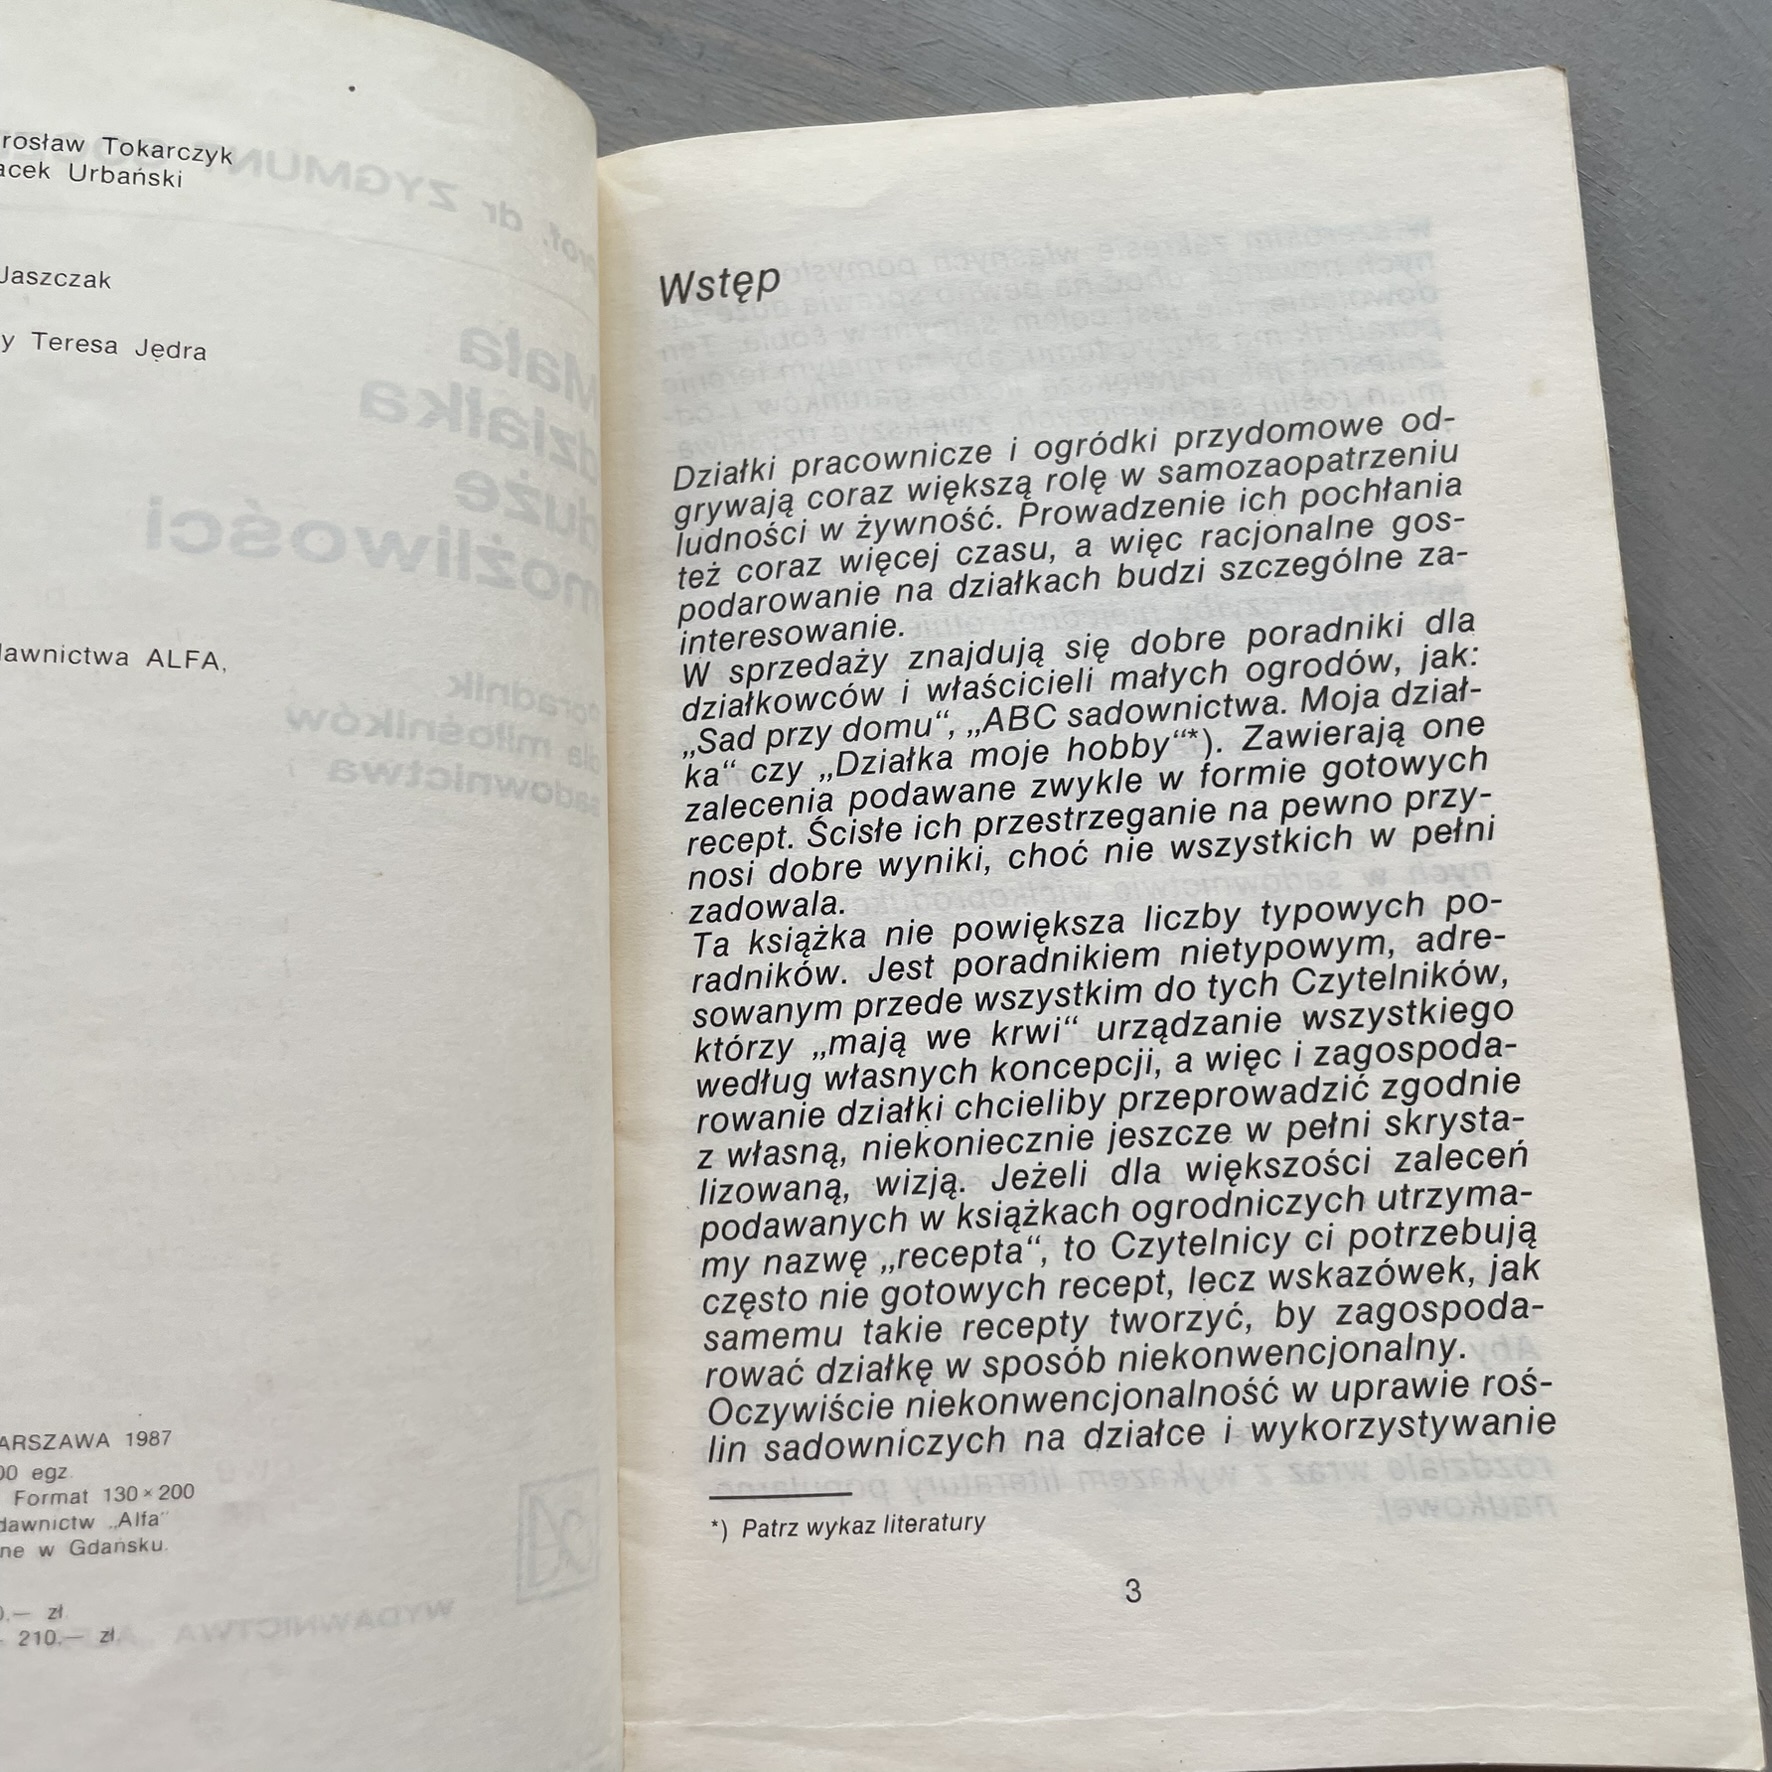 rosław Tokarczyk
acek Urbański
Jaszczak
y Teresa Jędra
dawnictwa ALFA,
ARSZAWA 1987
00 egz.
Format 130×200
dawnictw „Alfa”
ne w Gdańsku.
0.— zł
210.— zł.
Wstęp
Działki pracownicze i ogródki przydomowe od-
grywają coraz większą rolę w samozaopatrzeniu
ludności w żywność. Prowadzenie ich pochłania
też coraz więcej czasu, a więc racjonalne gos-
podarowanie na działkach budzi szczególne za-
interesowanie.
W sprzedaży znajdują się dobre poradniki dla
działkowców i właścicieli małych ogrodów, jak:
„Sad przy domu“, „ABC sadownictwa. Moja dział-
ka“ czy „Działka moje hobby“*). Zawierają one
zalecenia podawane zwykle w formie gotowych
recept. Ścisłe ich przestrzeganie na pewno przy-
nosi dobre wyniki, choć nie wszystkich w pełni
zadowala.
Ta książka nie powiększa liczby typowych po-
radników. Jest poradnikiem nietypowym, adre-
sowanym przede wszystkim do tych Czytelników,
którzy „mają we krwi“ urządzanie wszystkiego
według własnych koncepcji, a więc i zagospoda-
rowanie działki chcieliby przeprowadzić zgodnie
z własną, niekoniecznie jeszcze w pełni skrysta-
lizowaną, wizją. Jeżeli dla większości zaleceń
podawanych w książkach ogrodniczych utrzyma-
my nazwę „recepta“, to Czytelnicy ci potrzebują
często nie gotowych recept, lecz wskazówek, jak
samemu takie recepty tworzyć, by zagospoda-
rować działkę w sposób niekonwencjonalny.
Oczywiście niekonwencjonalność w uprawie roś-
lin sadowniczych na działce i wykorzystywanie
*) Patrz wykaz literatury
3